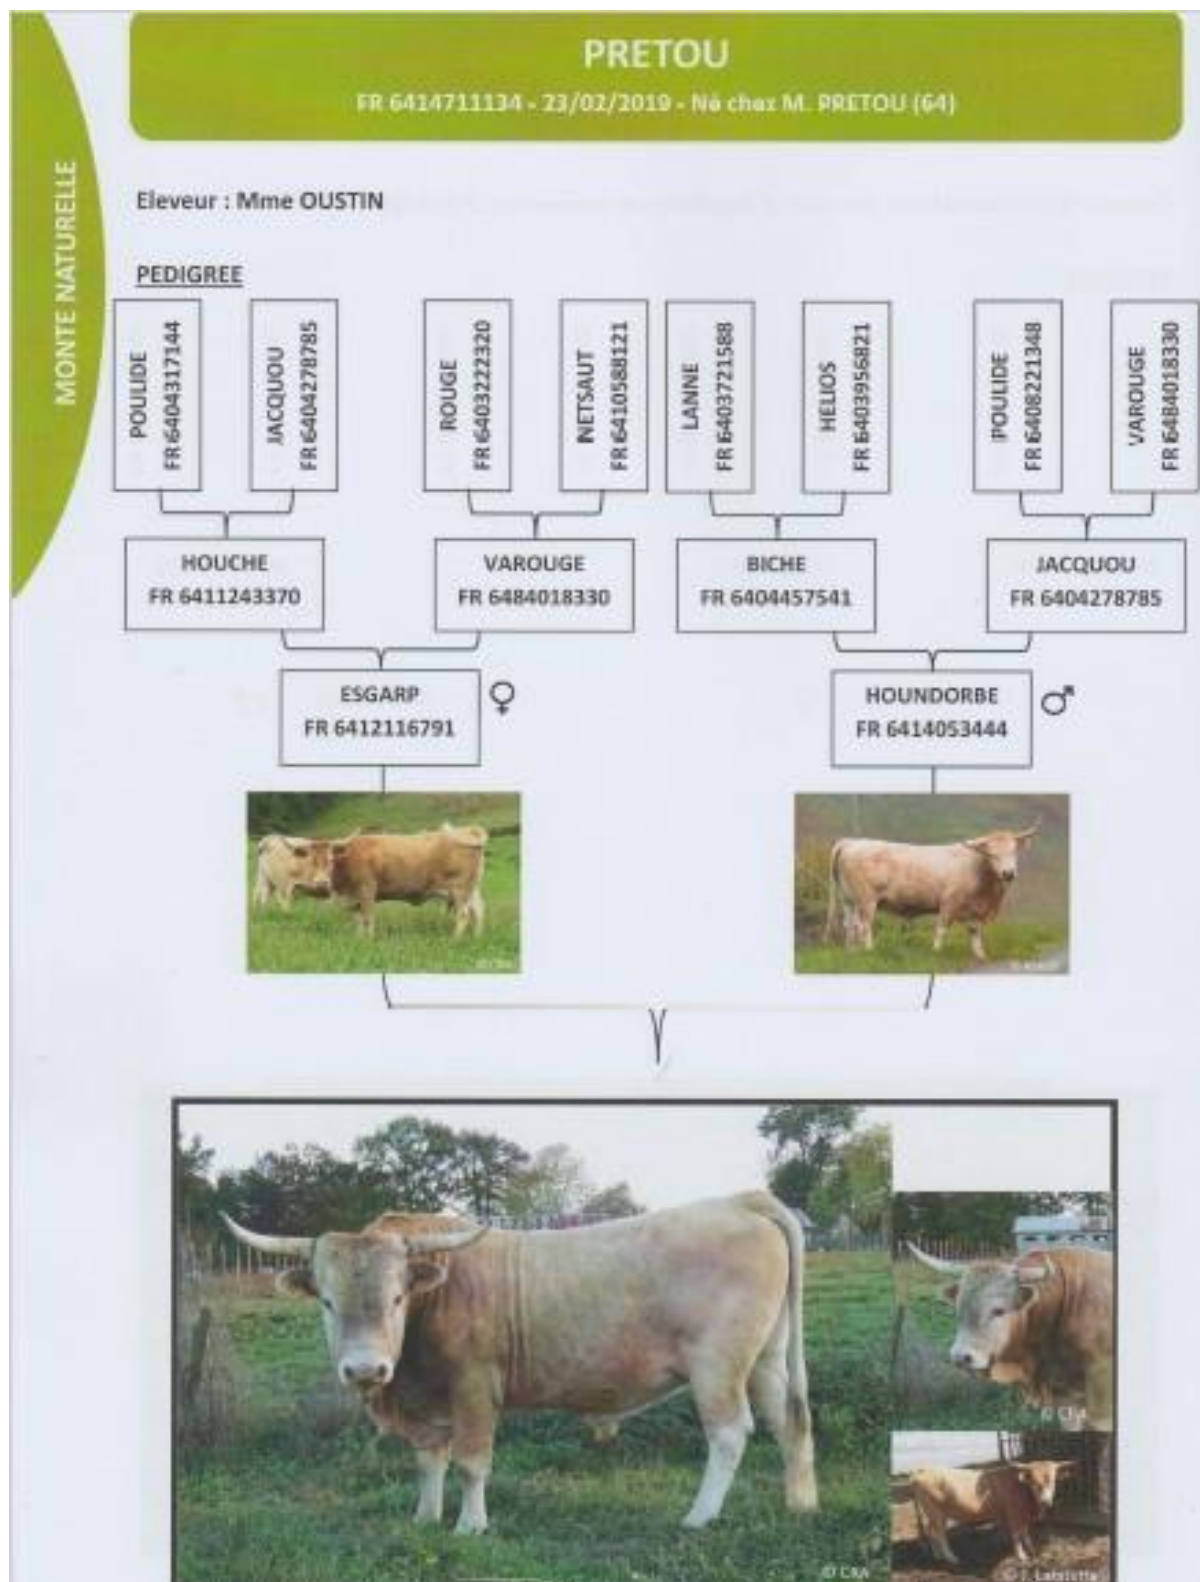 PRETOU
FR 6414711134 - 23/02/2019 - Né chez M. PRETOU (64)
MONTE NATURELLE
Eleveur : Mme OUSTIN
PEDIGREE
POULIDE
FR 6404317144
JACQUOU
FR 6404278785
ROUGE
FR 6403222320
NETSAUT
FR 6410588121
LANNE
FR 6403721588
HELIOS
FR 6403956821
POULIDE
FR 6408221348
VAROUGE
FR 6484018330
HOUCHE
FR 6411243370
VAROUGE
FR 6484018330
BICHE
FR 6404457541
JACQUOU
FR 6404278785
ESGARP
FR 6412116791
♀
HOUNDORBE
FR 6414053444
♂
© CRA
© CRA